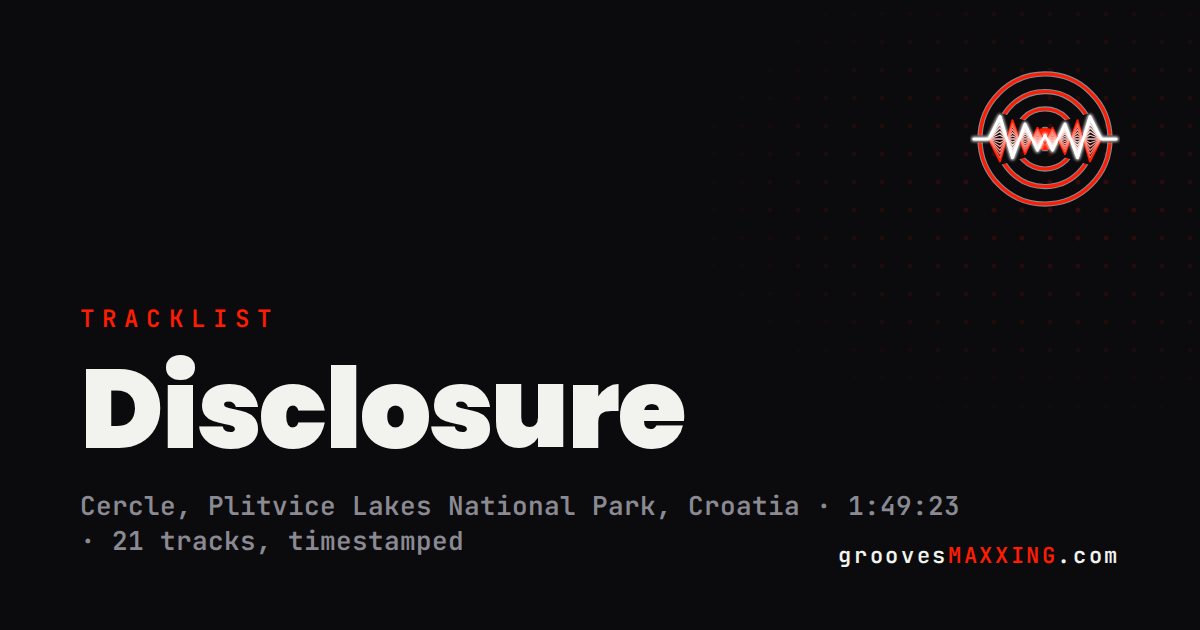 TRACKLIST
Disclosure
Cercle, Plitvice Lakes National Park, Croatia · 1:49:23
· 21 tracks, timestamped
groovesMAXXING.com